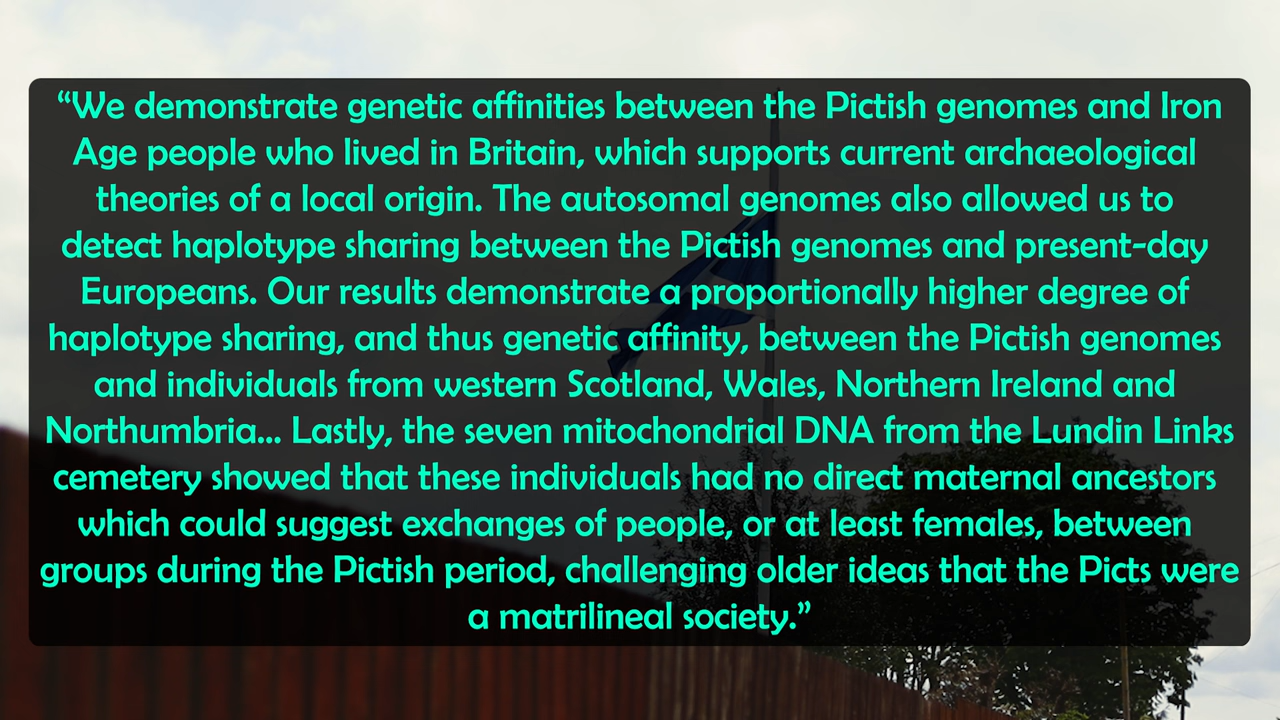 “We demonstrate genetic affinities between the Pictish genomes and Iron
Age people who lived in Britain, which supports current archaeological
theories of a local origin. The autosomal genomes also allowed us to
detect haplotype sharing between the Pictish genomes and present-day
Europeans. Our results demonstrate a proportionally higher degree of
haplotype sharing, and thus genetic affinity, between the Pictish genomes
and individuals from western Scotland, Wales, Northern Ireland and
Northumbria... Lastly, the seven mitochondrial DNA from the Lundin Links
cemetery showed that these individuals had no direct maternal ancestors
which could suggest exchanges of people, or at least females, between
groups during the Pictish period, challenging older ideas that the Picts were
a matrilineal society.”